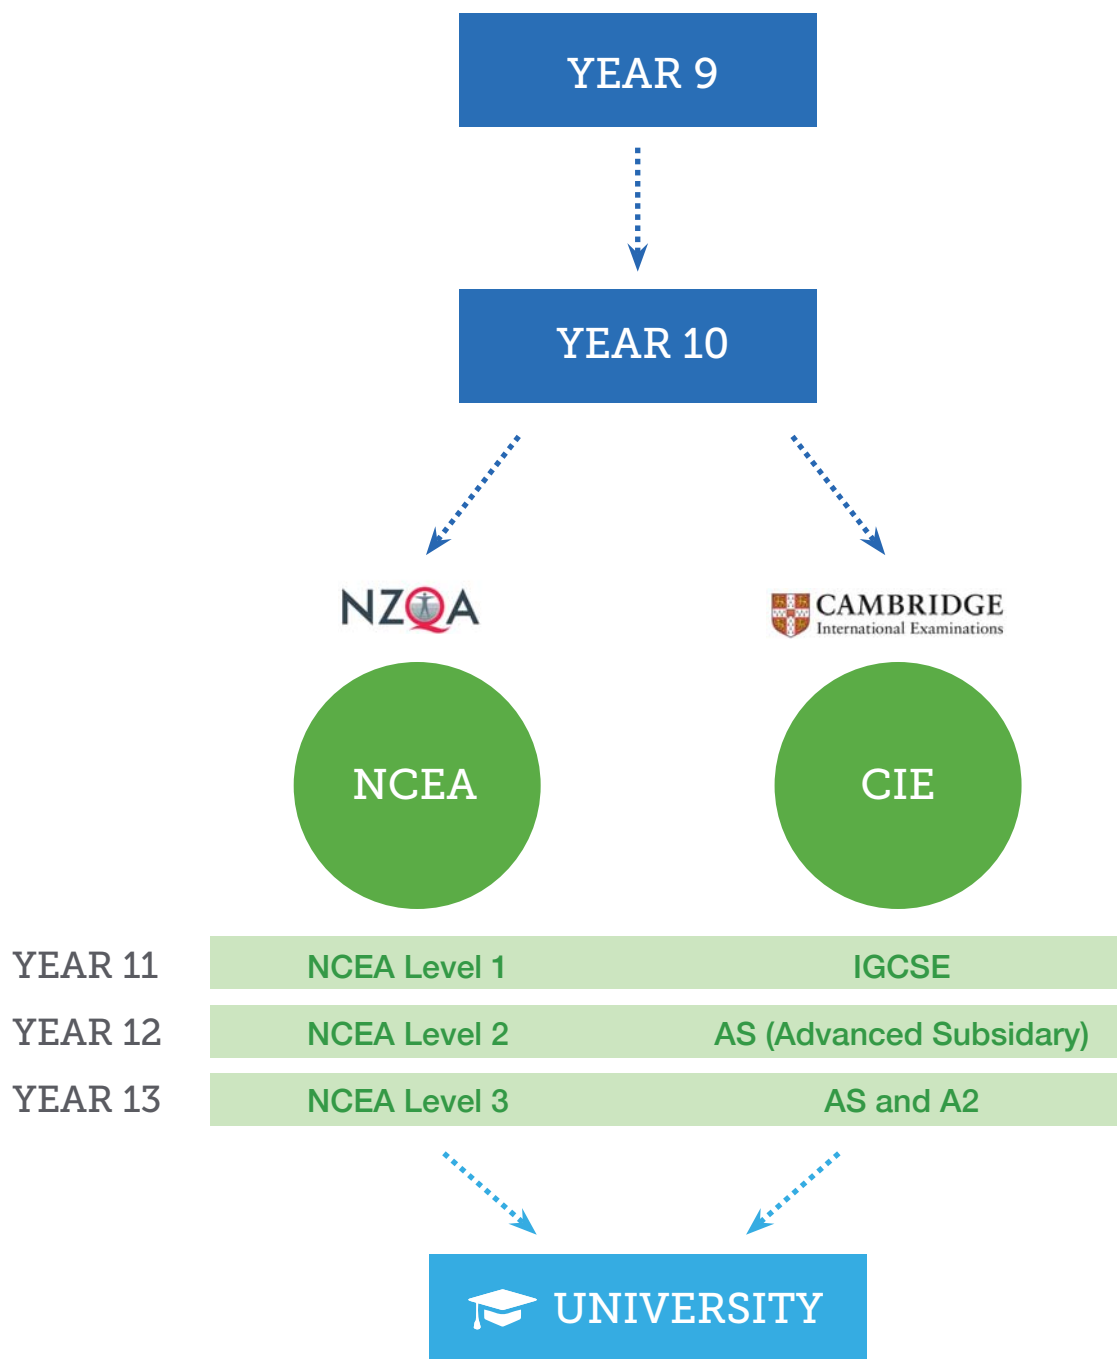 YEAR 9
YEAR 10
NZQA
CAMBRIDGE
International Examinations
NCEA
CIE
YEAR 11 NCEA Level 1 IGCSE
YEAR 12 NCEA Level 2 AS (Advanced Subsidary)
YEAR 13 NCEA Level 3 AS and A2
UNIVERSITY